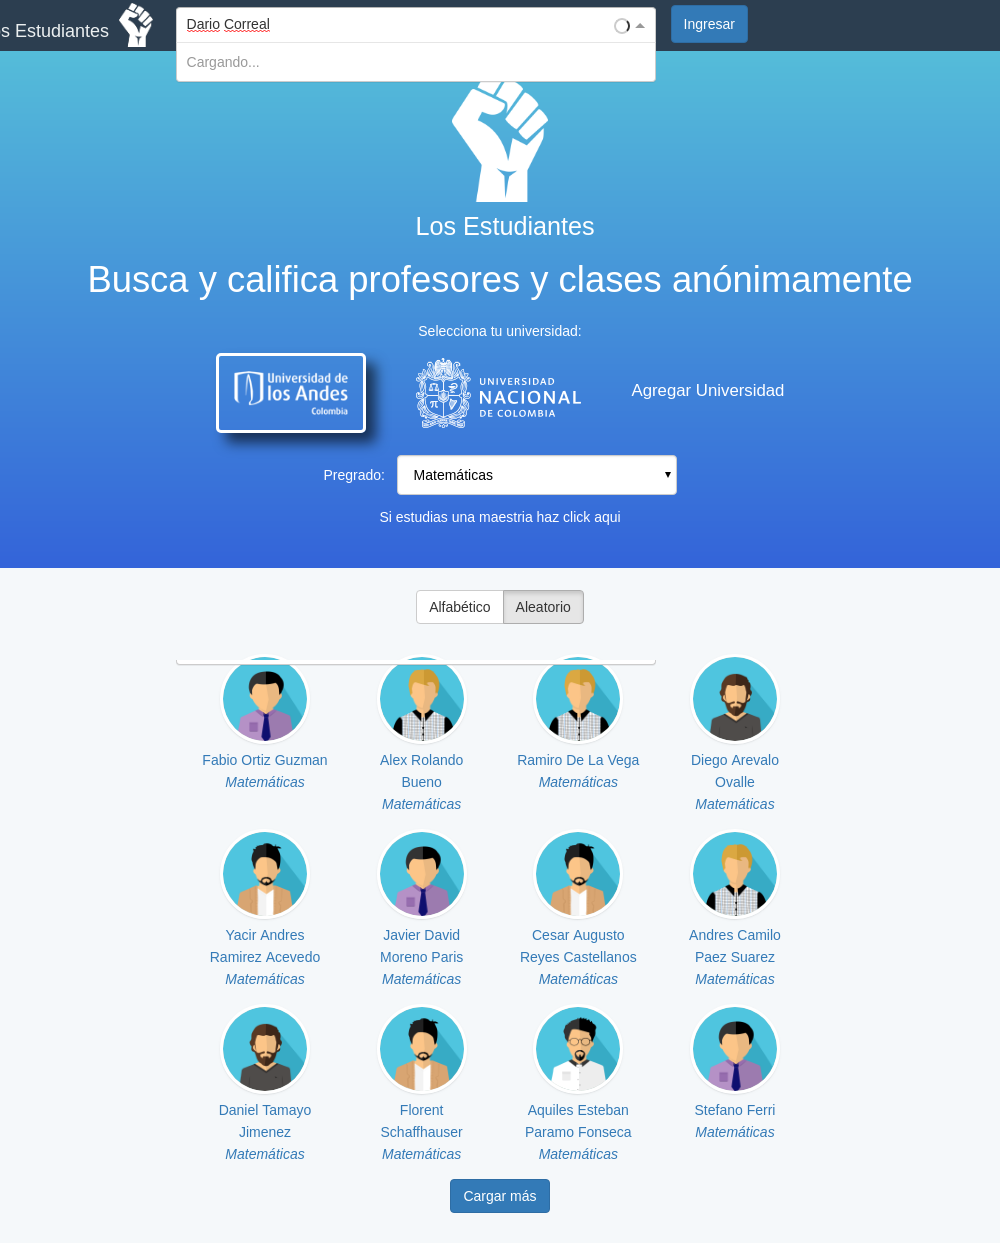 s Estudiantes
Dario Correal
Ingresar
Cargando...
Los Estudiantes
Busca y califica profesores y clases anónimamente
Selecciona tu universidad:
Universidad de
los Andes
Colombia
UNIVERSIDAD
NACIONAL
DE COLOMBIA
Agregar Universidad
Pregrado: Matemáticas
Si estudias una maestria haz click aqui
Alfabético Aleatorio
Fabio Ortiz Guzman
Matemáticas
Alex Rolando
Bueno
Matemáticas
Ramiro De La Vega
Matemáticas
Diego Arevalo
Ovalle
Matemáticas
Yacir Andres
Ramirez Acevedo
Matemáticas
Javier David
Moreno Paris
Matemáticas
Cesar Augusto
Reyes Castellanos
Matemáticas
Andres Camilo
Paez Suarez
Matemáticas
Daniel Tamayo
Jimenez
Matemáticas
Florent
Schaffhauser
Matemáticas
Aquiles Esteban
Paramo Fonseca
Matemáticas
Stefano Ferri
Matemáticas
Cargar más